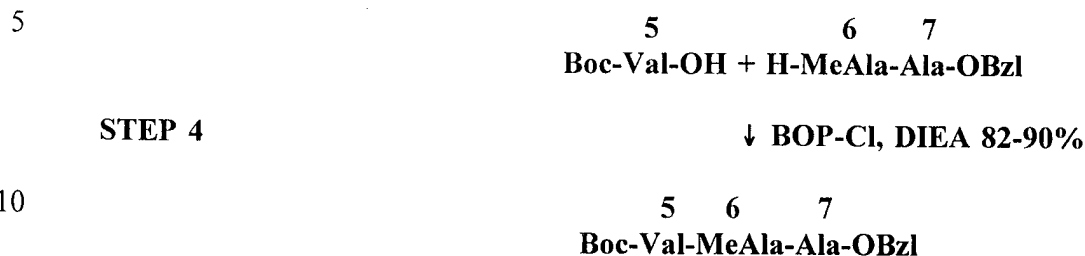 5
5 6 7
Boc-Val-OH + H-MeAla-Ala-OBzl
STEP 4 ↓ BOP-Cl, DIEA 82-90%
10
5 6 7
Boc-Val-MeAla-Ala-OBzl